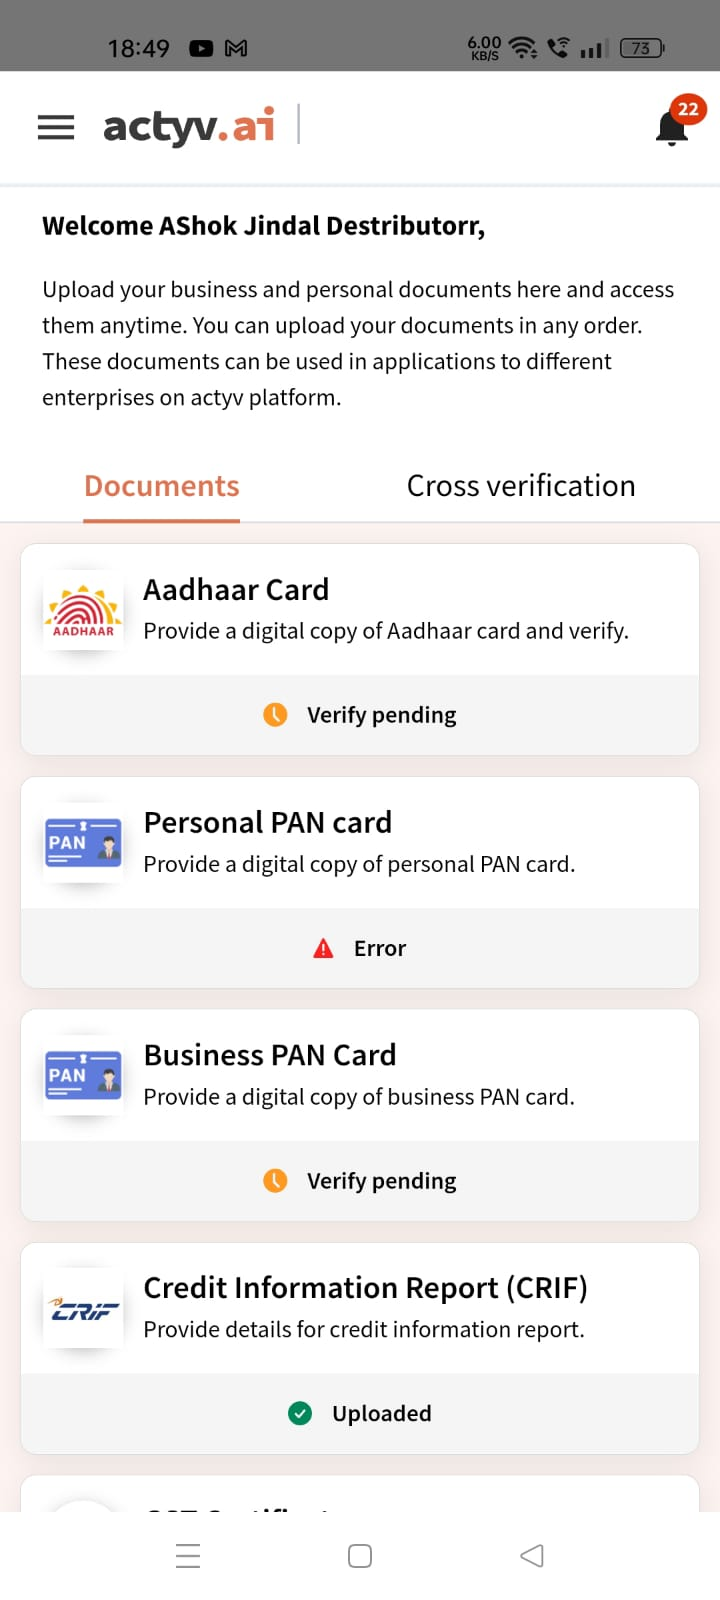 18:49
6.00
KB/S
73
actyv.ai
22
Welcome AShok Jindal Destributorr,
Upload your business and personal documents here and access
them anytime. You can upload your documents in any order.
These documents can be used in applications to different
enterprises on actyv platform.
Documents
Cross verification
AADHAAR
Aadhaar Card
Provide a digital copy of Aadhaar card and verify.
Verify pending
PAN
Personal PAN card
Provide a digital copy of personal PAN card.
Error
PAN
Business PAN Card
Provide a digital copy of business PAN card.
Verify pending
CRIF
Credit Information Report (CRIF)
Provide details for credit information report.
Uploaded